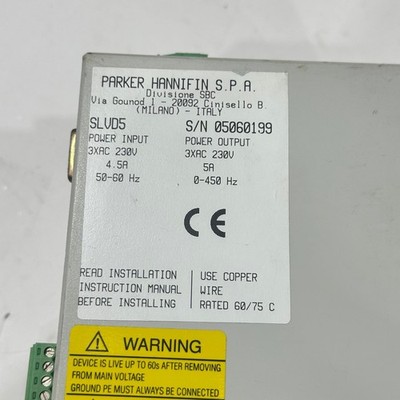 PARKER HANNIFIN S.P.A.
Divisione SBC
Via Gounod 1 - 20092 Cinisello B.
(MILANO) - ITALY
SLVD5 S/N 05060199
POWER INPUT POWER OUTPUT
3XAC 230V 3XAC 230V
4.5A 5A
50-60 Hz 0-450 Hz
CE
READ INSTALLATION USE COPPER
INSTRUCTION MANUAL WIRE
BEFORE INSTALLING RATED 60/75 C
WARNING
DEVICE IS LIVE UP TO 60s AFTER REMOVING
FROM MAIN VOLTAGE
GROUND PE MUST ALWAYS BE CONNECTED